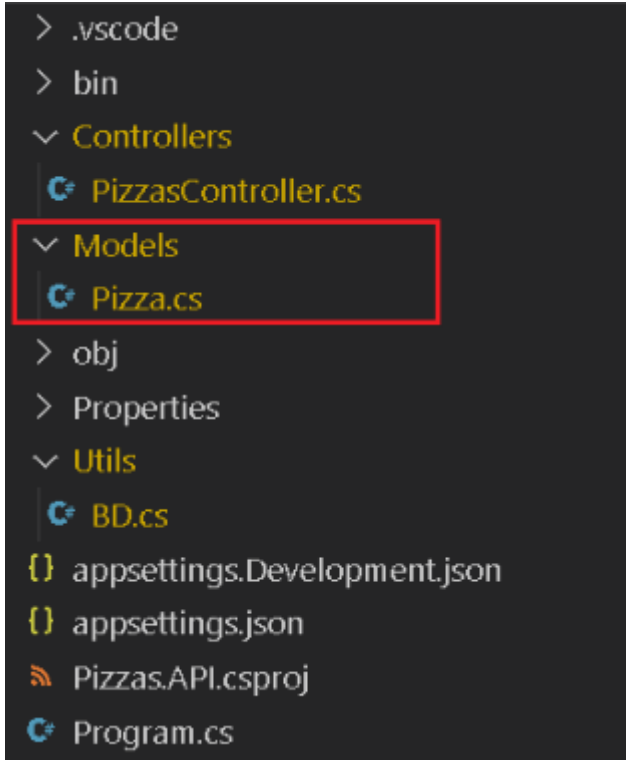 .vscode
bin
Controllers
C# PizzasController.cs
Models
C# Pizza.cs
obj
Properties
Utils
C# BD.cs
{} appsettings.Development.json
{} appsettings.json
Pizzas.API.csproj
C# Program.cs